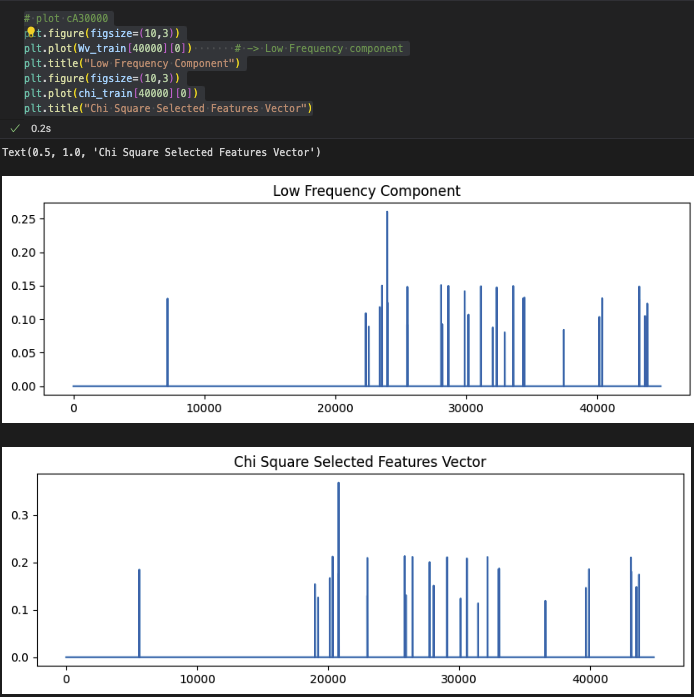 # plot cA30000
plt.figure(figsize=(10,3))
plt.plot(Wv_train[40000][0])       # -> Low Frequency component
plt.title("Low Frequency Component")
plt.figure(figsize=(10,3))
plt.plot(chi_train[40000][0])
plt.title("Chi Square Selected Features Vector")
0.2s
Text(0.5, 1.0, 'Chi Square Selected Features Vector')
Low Frequency Component
0.25
0.20
0.15
0.10
0.05
0.00
0 10000 20000 30000 40000
Chi Square Selected Features Vector
0.3
0.2
0.1
0.0
0 10000 20000 30000 40000